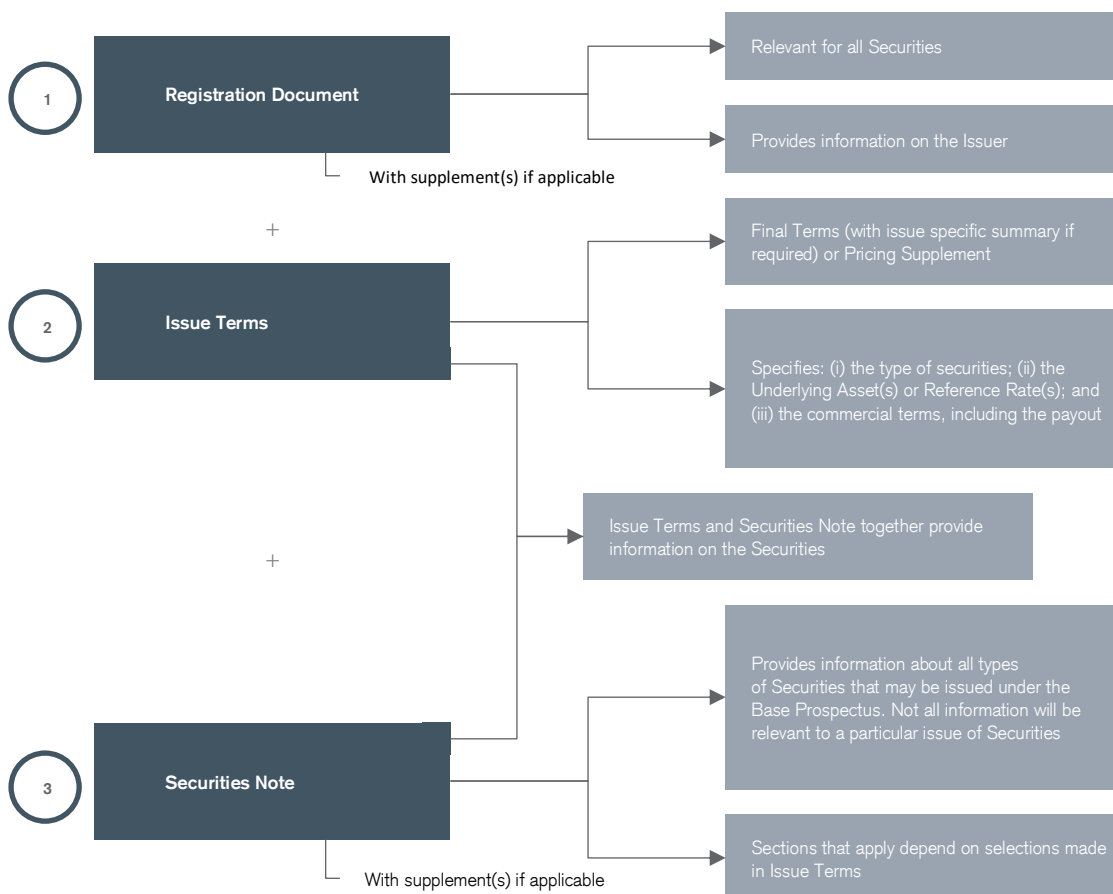 1
Registration Document
Relevant for all Securities
Provides information on the Issuer
With supplement(s) if applicable
+
2
Issue Terms
Final Terms (with issue specific summary if
required) or Pricing Supplement
Specifies: (i) the type of securities; (ii) the
Underlying Asset(s) or Reference Rate(s); and
(iii) the commercial terms, including the payout
Issue Terms and Securities Note together provide
information on the Securities
+
3
Securities Note
Provides information about all types
of Securities that may be issued under the
Base Prospectus. Not all information will be
relevant to a particular issue of Securities
Sections that apply depend on selections made
in Issue Terms
With supplement(s) if applicable